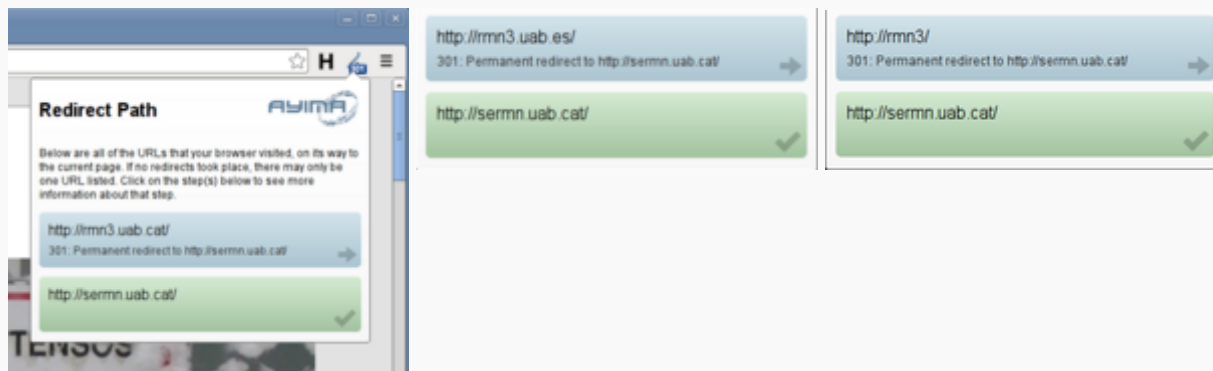 H
Redirect Path
AYIMA
Below are all of the URLs that your browser visited, on its way to
the current page. If no redirects took place, there may only be
one URL listed. Click on the step(s) below to see more
information about that step.
http://rmn3.uab.cat/
301: Permanent redirect to http://sermn.uab.cat/
http://sermn.uab.cat/
TENSOS
http://rmn3.uab.es/
301: Permanent redirect to http://sermn.uab.cat/
http://sermn.uab.cat/
http://rmn3/
301: Permanent redirect to http://sermn.uab.cat/
http://sermn.uab.cat/